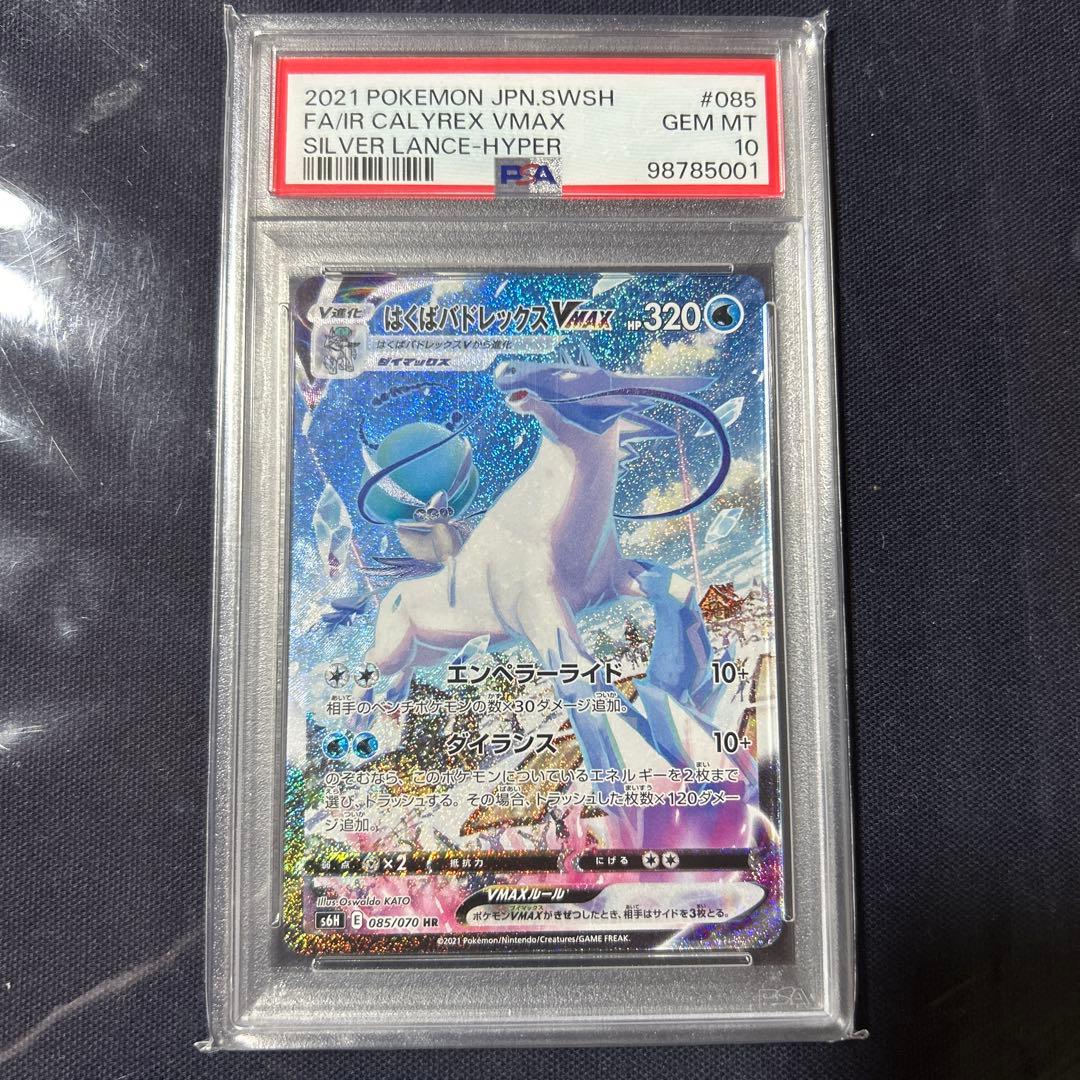 2021 POKEMON JPN.SWSH #085
FA/IR CALYREX VMAX GEM MT
SILVER LANCE-HYPER 10
PSA 98785001
V進化 はくばバドレックス VMAX HP 320
はくばバドレックスVから進化
ダイマックス
エンペラーライド 10+
相手のベンチポケモンの数×30ダメージ追加。
ダイランス 10+
のぞむなら、このポケモンについているエネルギーを2枚まで
選び、トラッシュする。その場合、トラッシュした枚数×120ダメー
ジ追加。
弱点 ×2 抵抗力 にげる
Illus. Oswaldo KATO
VMAXルール
s6H E 085/070 HR
ポケモンVMAXがきぜつしたとき、相手はサイドを3枚とる。
©2021 Pokémon/Nintendo/Creatures/GAME FREAK.
PSA